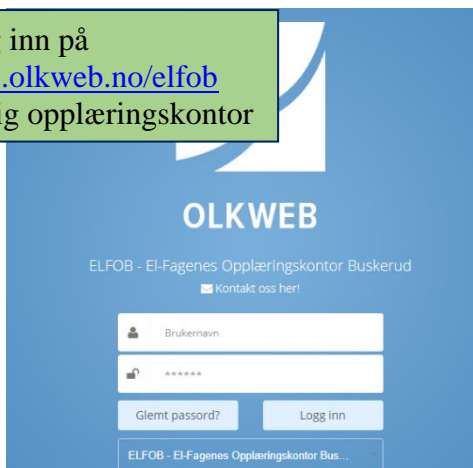 inn på
.olkweb.no/elfob
ig opplæringskontor
OLKWEB
ELFOB - El-Fagenes Opplæringskontor Buskerud
Kontakt oss her!
Brukernavn
******
Glemt passord?
Logg inn
ELFOB - El-Fagenes Opplæringskontor Bus...